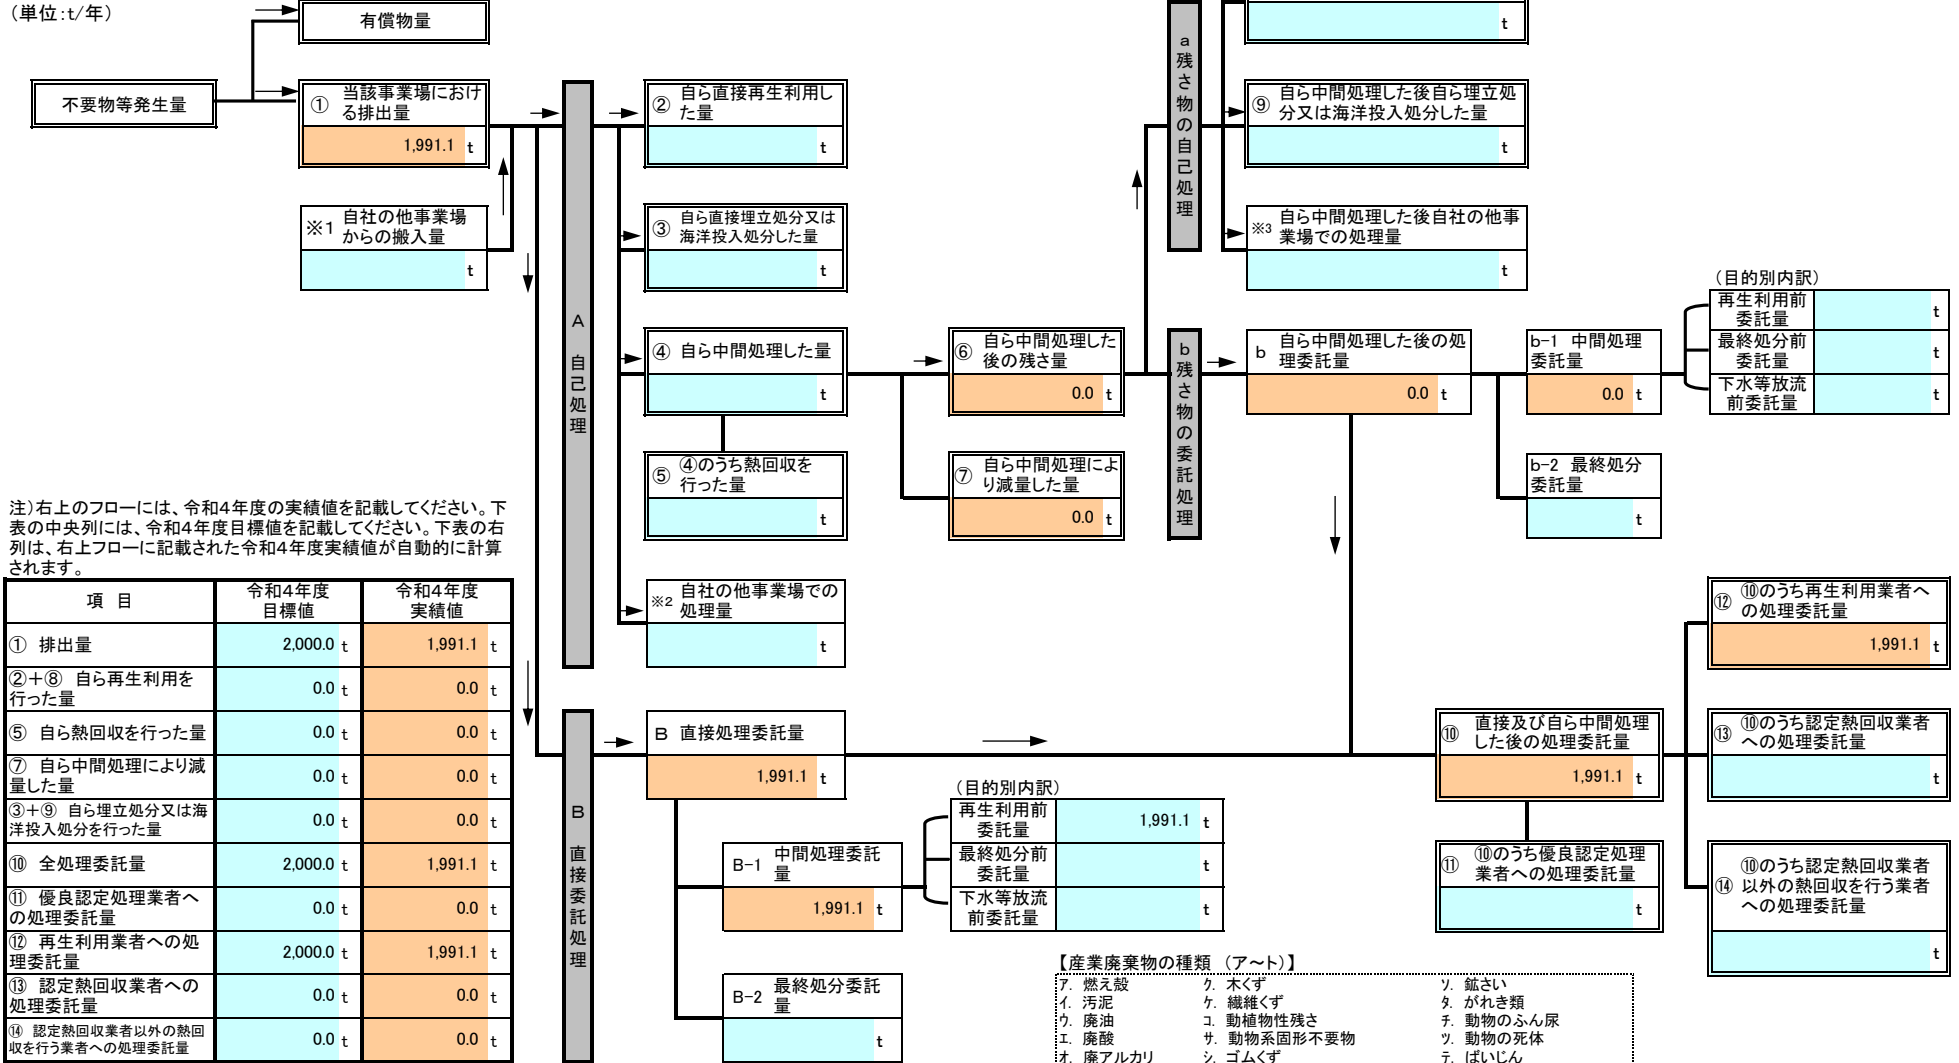 （単位:t/年）
有償物量
不要物等発生量
① 当該事業場におけ
る排出量
1,991.1 t
※1 自社の他事業場
からの搬入量
t
A 自己処理
② 自ら直接再生利用し
た量
t
③ 自ら直接埋立処分又は
海洋投入処分した量
t
④ 自ら中間処理した量
t
⑤ ④のうち熱回収を
行った量
t
※2 自社の他事業場での
処理量
t
⑥ 自ら中間処理した
後の残さ量
0.0 t
⑦ 自ら中間処理によ
り減量した量
0.0 t
a 残さ物の自己処理
t
⑨ 自ら中間処理した後自ら埋立処
分又は海洋投入処分した量
t
※3 自ら中間処理した後自社の他事
業場での処理量
t
b 残さ物の委託処理
b 自ら中間処理した後の処
理委託量
0.0 t
b-1 中間処理
委託量
0.0 t
b-2 最終処分
委託量
t
（目的別内訳）
再生利用前
委託量
t
最終処分前
委託量
t
下水等放流
前委託量
t
注）右上のフローには、令和4年度の実績値を記載してください。下
表の中央列には、令和4年度目標値を記載してください。下表の右
列は、右上フローに記載された令和4年度実績値が自動的に計算
されます。
項 目 令和4年度
目標値 令和4年度
実績値
① 排出量 2,000.0 t 1,991.1 t
②＋⑧ 自ら再生利用を
行った量 0.0 t 0.0 t
⑤ 自ら熱回収を行った量 0.0 t 0.0 t
⑦ 自ら中間処理により減
量した量 0.0 t 0.0 t
③＋⑨ 自ら埋立処分又は海
洋投入処分を行った量 0.0 t 0.0 t
⑩ 全処理委託量 2,000.0 t 1,991.1 t
⑪ 優良認定処理業者へ
の処理委託量 0.0 t 0.0 t
⑫ 再生利用業者への処
理委託量 2,000.0 t 1,991.1 t
⑬ 認定熱回収業者への
処理委託量 0.0 t 0.0 t
⑭ 認定熱回収業者以外の熱回
収を行う業者への処理委託量 0.0 t 0.0 t
B 直接委託処理
B 直接処理委託量
1,991.1 t
B-1 中間処理委託
量
1,991.1 t
B-2 最終処分委託
量
t
（目的別内訳）
再生利用前
委託量
1,991.1 t
最終処分前
委託量
t
下水等放流
前委託量
t
⑩ 直接及び自ら中間処理
した後の処理委託量
1,991.1 t
⑪ ⑩のうち優良認定処理
業者への処理委託量
t
⑫ ⑩のうち再生利用業者へ
の処理委託量
1,991.1 t
⑬ ⑩のうち認定熱回収業者
への処理委託量
t
⑭ ⑩のうち認定熱回収業者
以外の熱回収を行う業者
への処理委託量
t
【産業廃棄物の種類 （ア～ト）】
ア. 燃え殻 ク. 木くず ソ. 鉱さい
イ. 汚泥 ケ. 繊維くず タ. がれき類
ウ. 廃油 コ. 動植物性残さ チ. 動物のふん尿
エ. 廃酸 サ. 動物系固形不要物 ツ. 動物の死体
オ. 廃アルカリ シ. ゴムくず テ. ばいじん